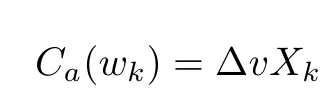 C_a(w_k) = ΔvX_k